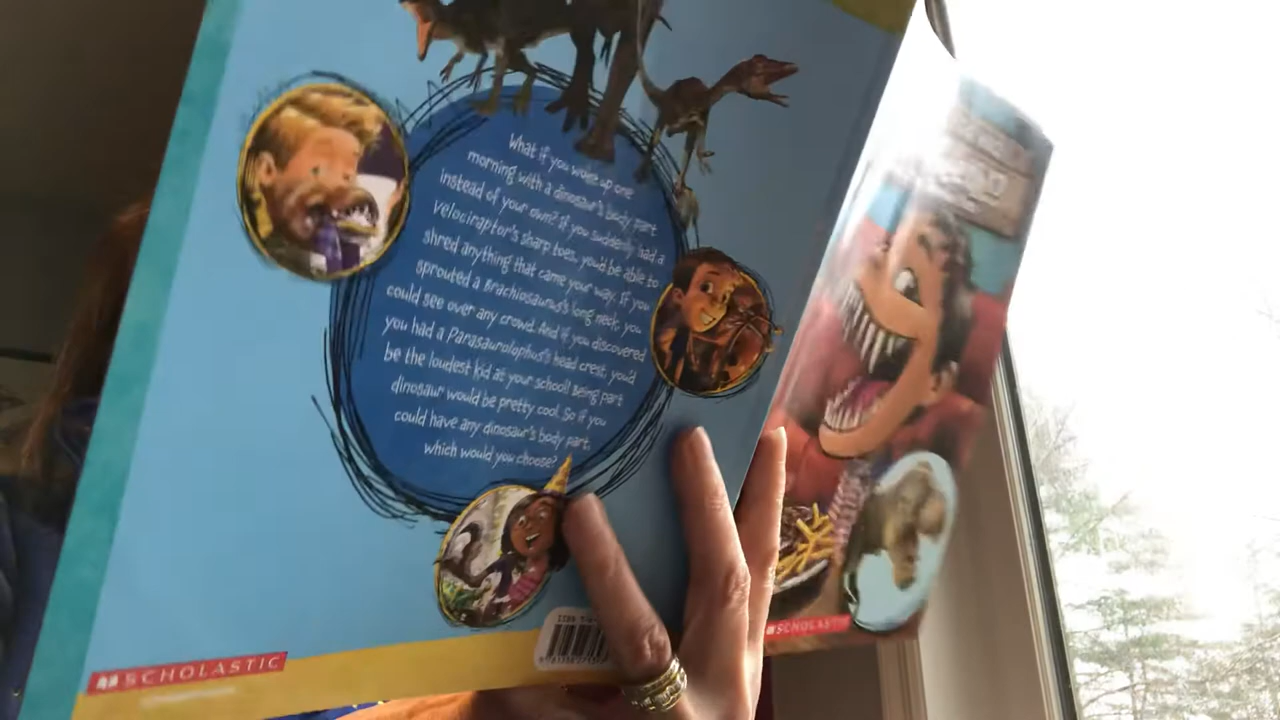 What if you woke up one
morning with a dinosaur's body part
instead of your own? If you suddenly had a
Velociraptor's sharp toes, you'd be able to
shred anything that came your way. If you
sprouted a Brachiosaurus's long neck, you
could see over any crowd. And if you discovered
you had a Parasaurolophus's head crest, you'd
be the loudest kid at your school! Being part
dinosaur would be pretty cool. So if you
could have any dinosaur's body part,
which would you choose?
SCHOLASTIC
SCHOLASTIC